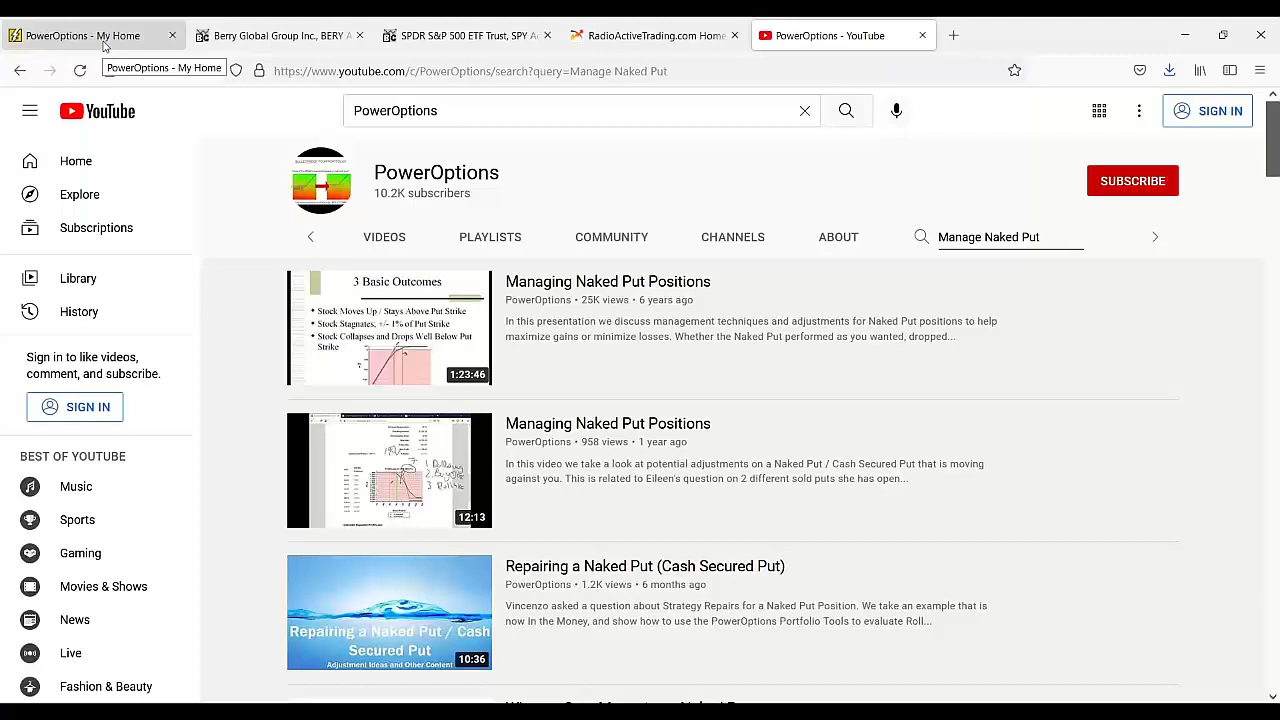 PowerOptions - My Home
Berry Global Group Inc., BERY A
SPDR S&P 500 ETF Trust, SPY A
RadioActiveTrading.com Home
PowerOptions - YouTube
PowerOptions - My Home
https://www.youtube.com/c/PowerOptions/search?query=Manage Naked Put
YouTube
PowerOptions
SIGN IN
Home
Explore
Subscriptions
Library
History
Sign in to like videos,
comment, and subscribe.
SIGN IN
BEST OF YOUTUBE
Music
Sports
Gaming
Movies & Shows
News
Live
Fashion & Beauty
PowerOptions
10.2K subscribers
SUBSCRIBE
VIDEOS
PLAYLISTS
COMMUNITY
CHANNELS
ABOUT
Manage Naked Put
3 Basic Outcomes
• Stock Moves Up / Stays Above Put Strike
• Stock Stagnates; +/- 1% of Put Strike
• Stock Collapses and Drops Well Below Put
Strike
1:23:46
Managing Naked Put Positions
PowerOptions • 25K views • 6 years ago
In this presentation we discuss management techniques and adjustments for Naked Put positions to help
maximize gains or minimize losses. Whether the Naked Put performed as you wanted, dropped...
12:13
Managing Naked Put Positions
PowerOptions • 958 views • 1 year ago
In this video we take a look at potential adjustments on a Naked Put / Cash Secured Put that is moving
against you. This is related to Eileen's question on 2 different sold puts she has open...
Repairing a Naked Put / Cash
Secured Put
Adjustment Ideas and Other Content
10:36
Repairing a Naked Put (Cash Secured Put)
PowerOptions • 1.2K views • 6 months ago
Vincenzo asked a question about Strategy Repairs for a Naked Put Position. We take an example that is
now In the Money, and show how to use the PowerOptions Portfolio Tools to evaluate Roll...